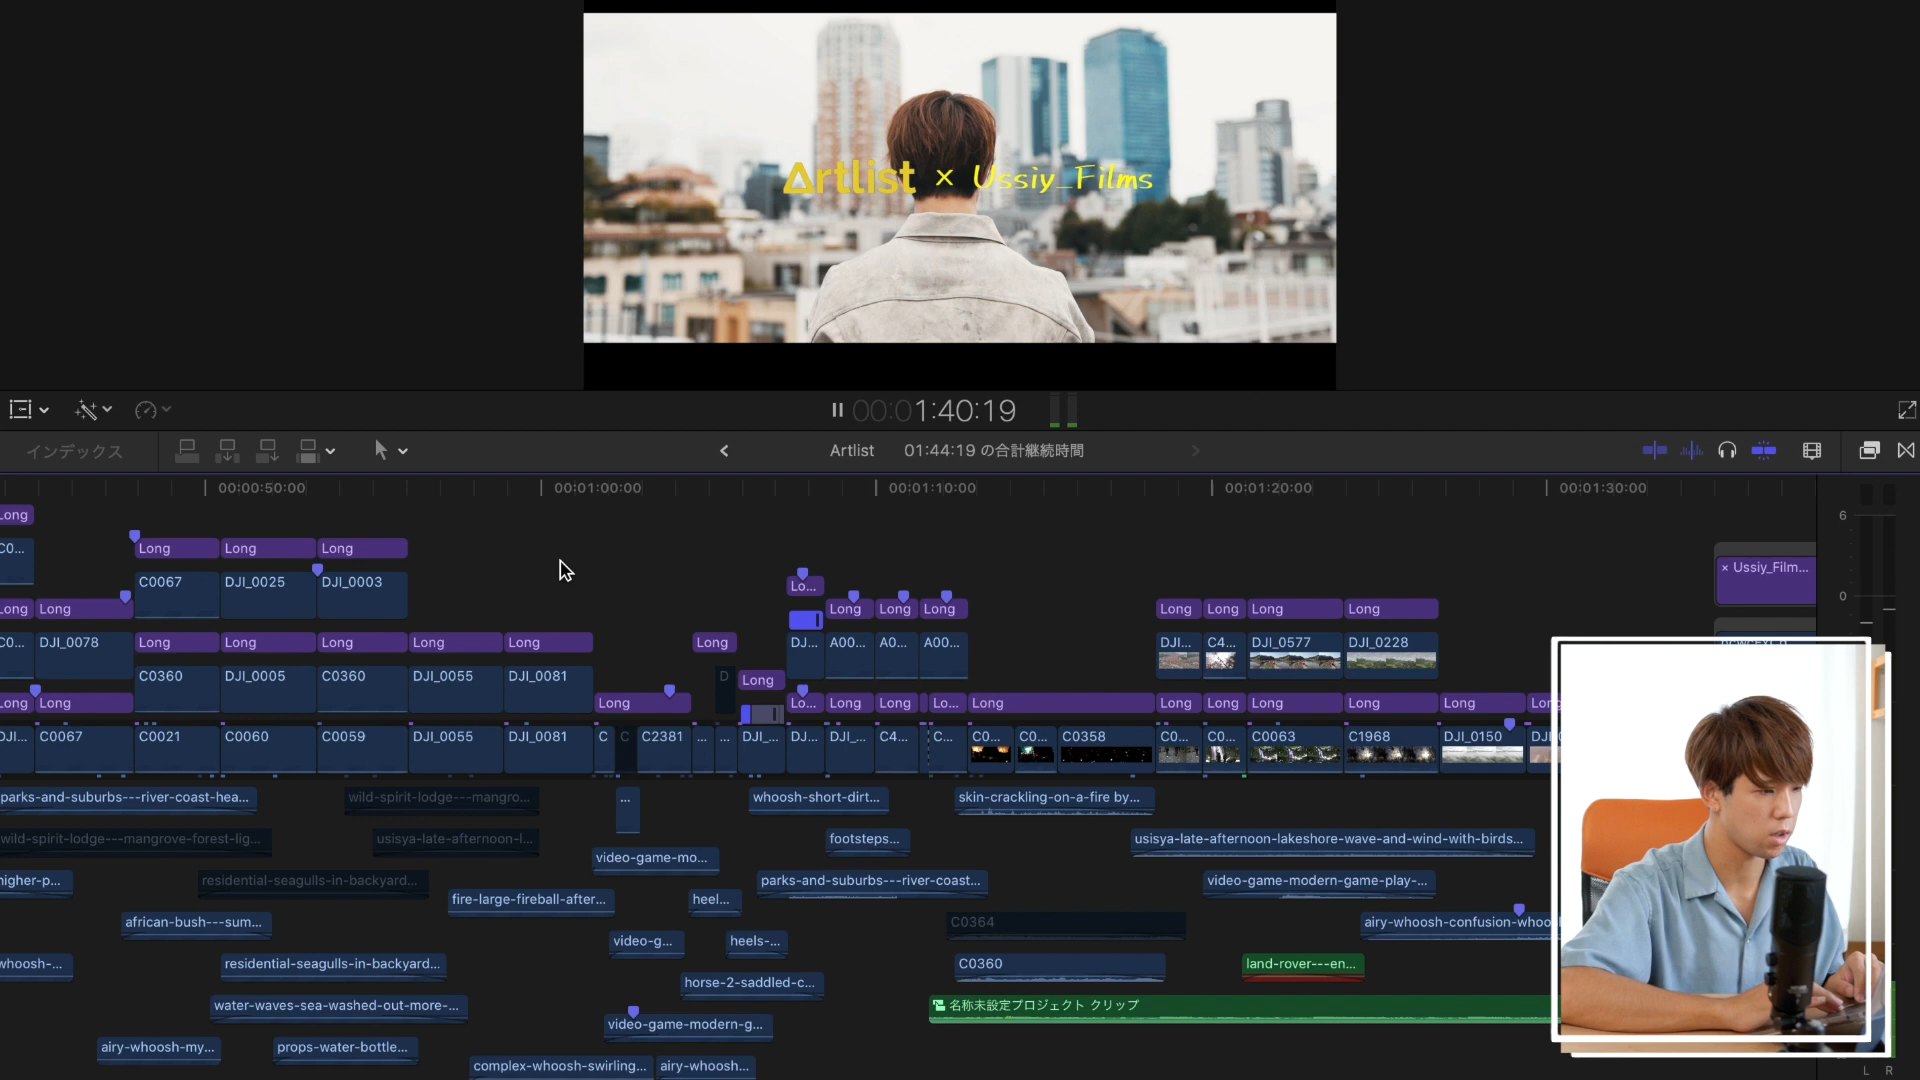 Artlist × Ussiy_Films
00:01:40:19
インデックス
Artlist 01:44:19 の合計継続時間
00:00:50:00 00:01:00:00 00:01:10:00 00:01:20:00 00:01:30:00
6
Long
C0...
Long Long Long
C0067 DJI_0025 DJI_0003
Lo...
× Ussiy_Film...
0
Long Long Long Long Long Long Long Long Long
C0... DJI_0078 Long Long Long Long Long Long DJ... A00... A0... A00... DJI... C4... DJI_0577 DJI_0228
C0360 DJI_0005 C0360 DJI_0055 DJI_0081 D Long
Long Long Long Lo... Long Long Lo... Long Long Long Long Long Long
DJI... C0067 C0021 C0060 C0059 DJI_0055 DJI_0081 C C C2381 ... ... DJI_... DJ... DJI_... C4... C... C0... C0... C0358 C0... C0... C0063 C1968 DJI_0150
parks-and-suburbs---river-coast-hea... wild-spirit-lodge---mangro... ... whoosh-short-dirt... skin-crackling-on-a-fire by...
wild-spirit-lodge---mangrove-forest-lig... usisya-late-afternoon-l... footsteps... usisya-late-afternoon-lakeshore-wave-and-wind-with-birds...
video-game-mo...
higher-p... residential-seagulls-in-backyard... parks-and-suburbs---river-coast... video-game-modern-game-play-...
fire-large-fireball-after... heel...
african-bush---sum... C0364 airy-whoosh-confusion-whoo
video-g... heels-...
whoosh-... residential-seagulls-in-backyard... C0360 land-rover---en...
horse-2-saddled-c...
water-waves-sea-washed-out-more-... 名称未設定プロジェクト クリップ
video-game-modern-g...
airy-whoosh-my... props-water-bottle...
complex-whoosh-swirling... airy-whoosh...
L R